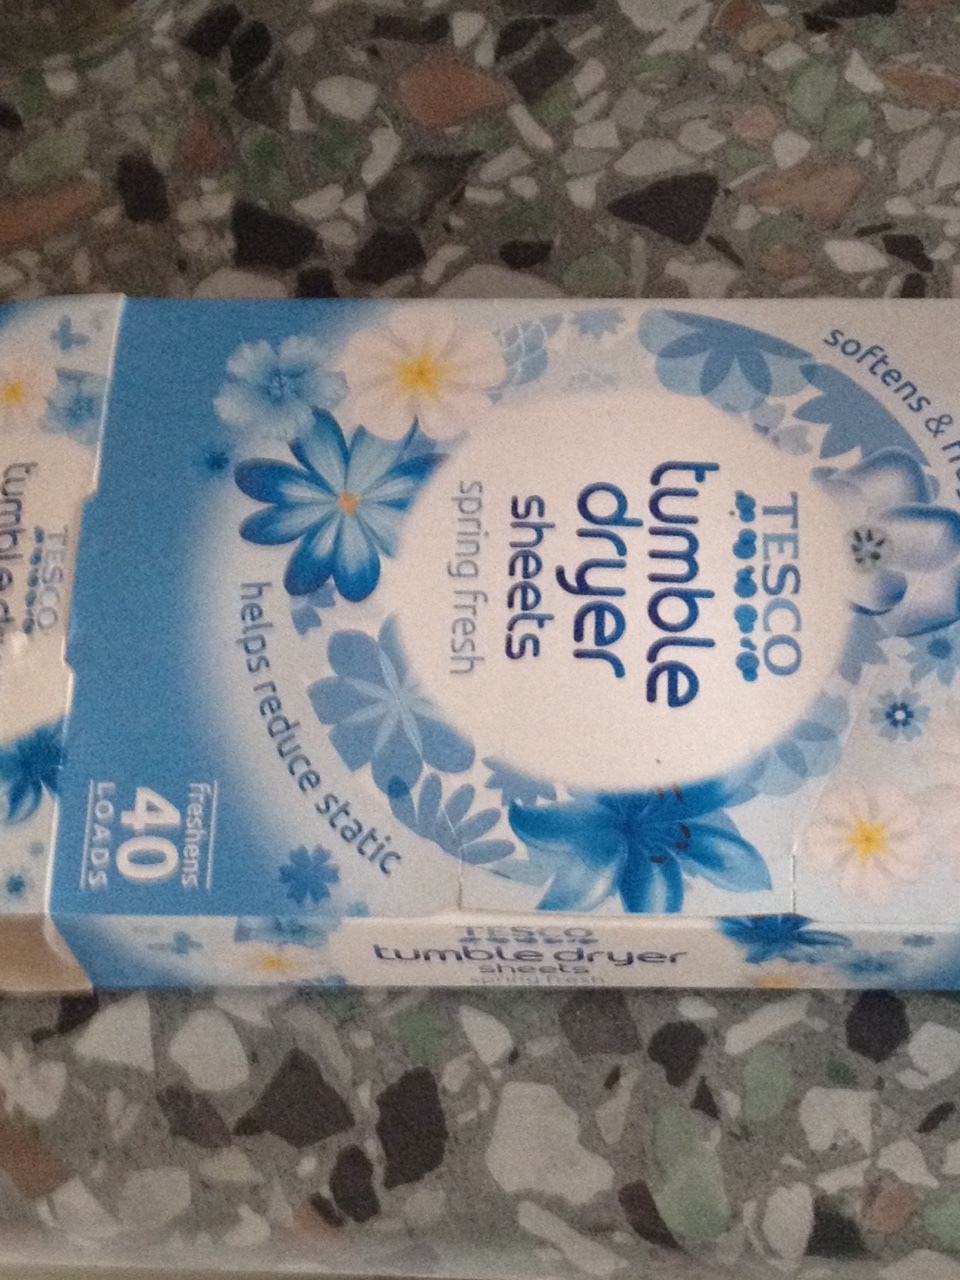 softens &
TESCO
tumble
dryer
sheets
spring fresh
helps reduce static
freshens
40
LOADS
TESCO
tumble dryer
sheets
spring fresh
TESCO
tumble